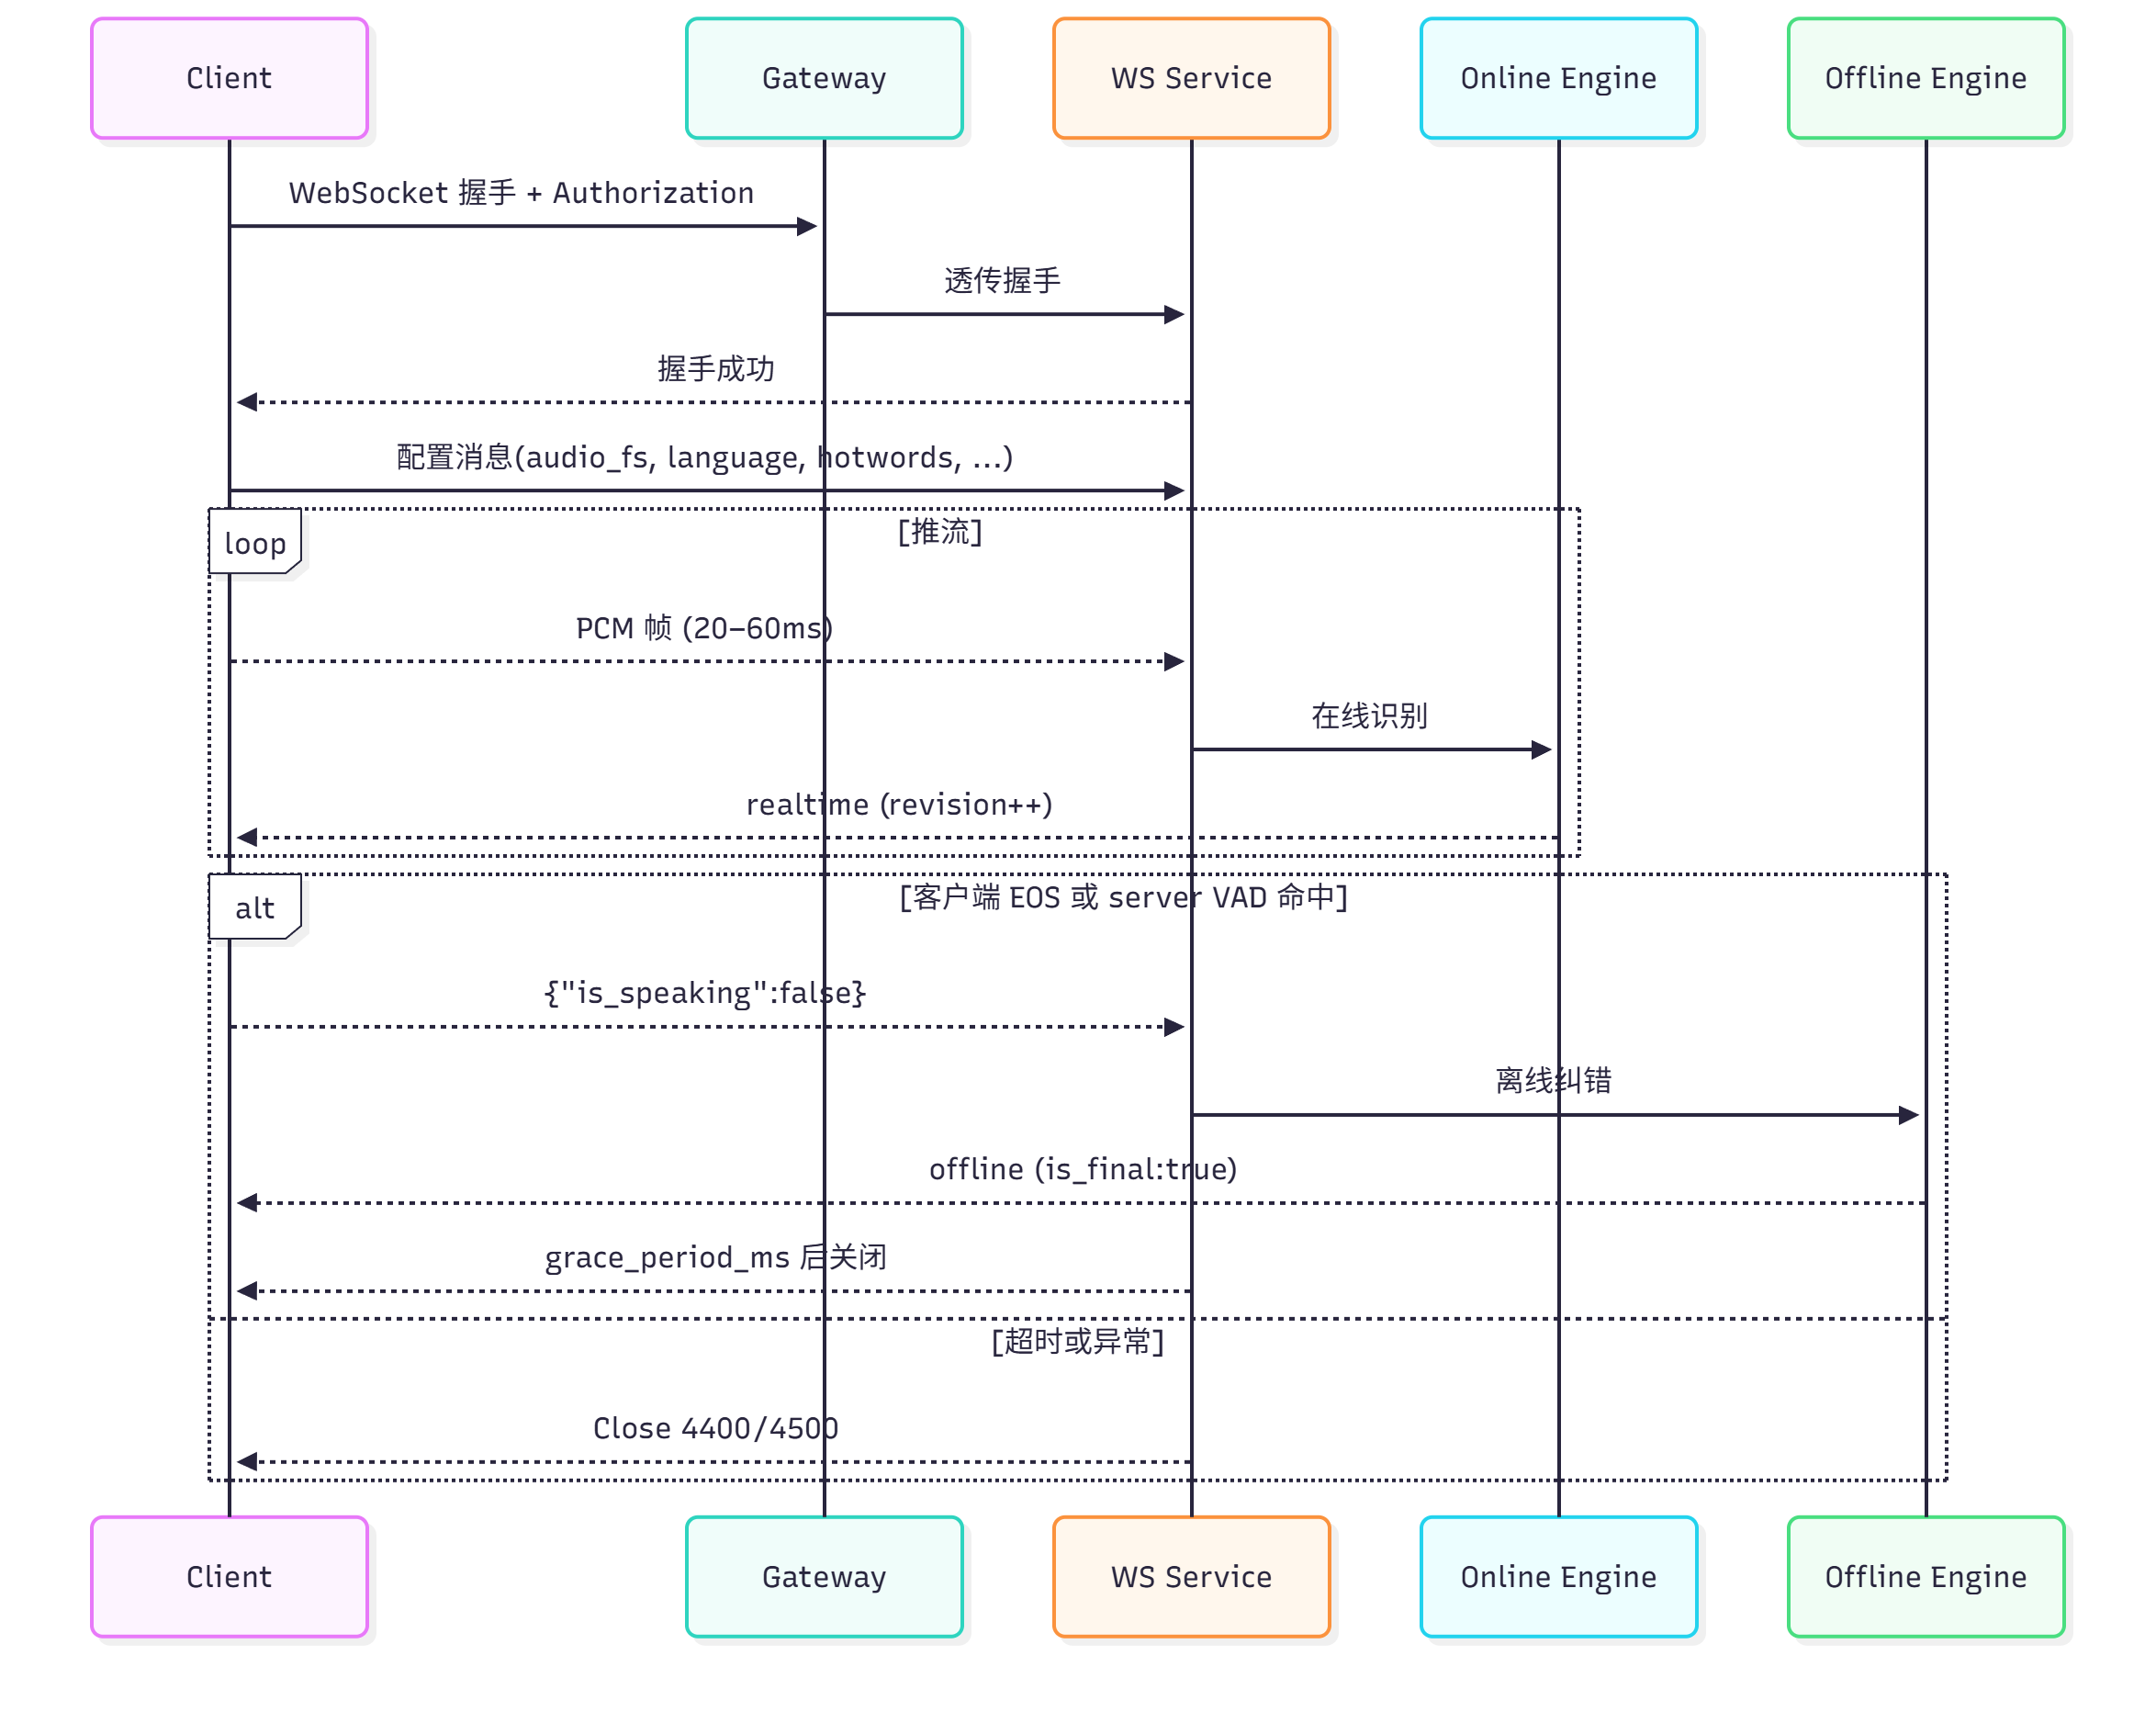 Client
Gateway
WS Service
Online Engine
Offline Engine
WebSocket 握手 + Authorization
透传握手
握手成功
配置消息(audio_fs, language, hotwords, ...)
loop
[推流]
PCM 帧 (20–60ms)
在线识别
realtime (revision++)
alt
[客户端 EOS 或 server VAD 命中]
{"is_speaking":false}
离线纠错
offline (is_final:true)
grace_period_ms 后关闭
[超时或异常]
Close 4400/4500
Client
Gateway
WS Service
Online Engine
Offline Engine